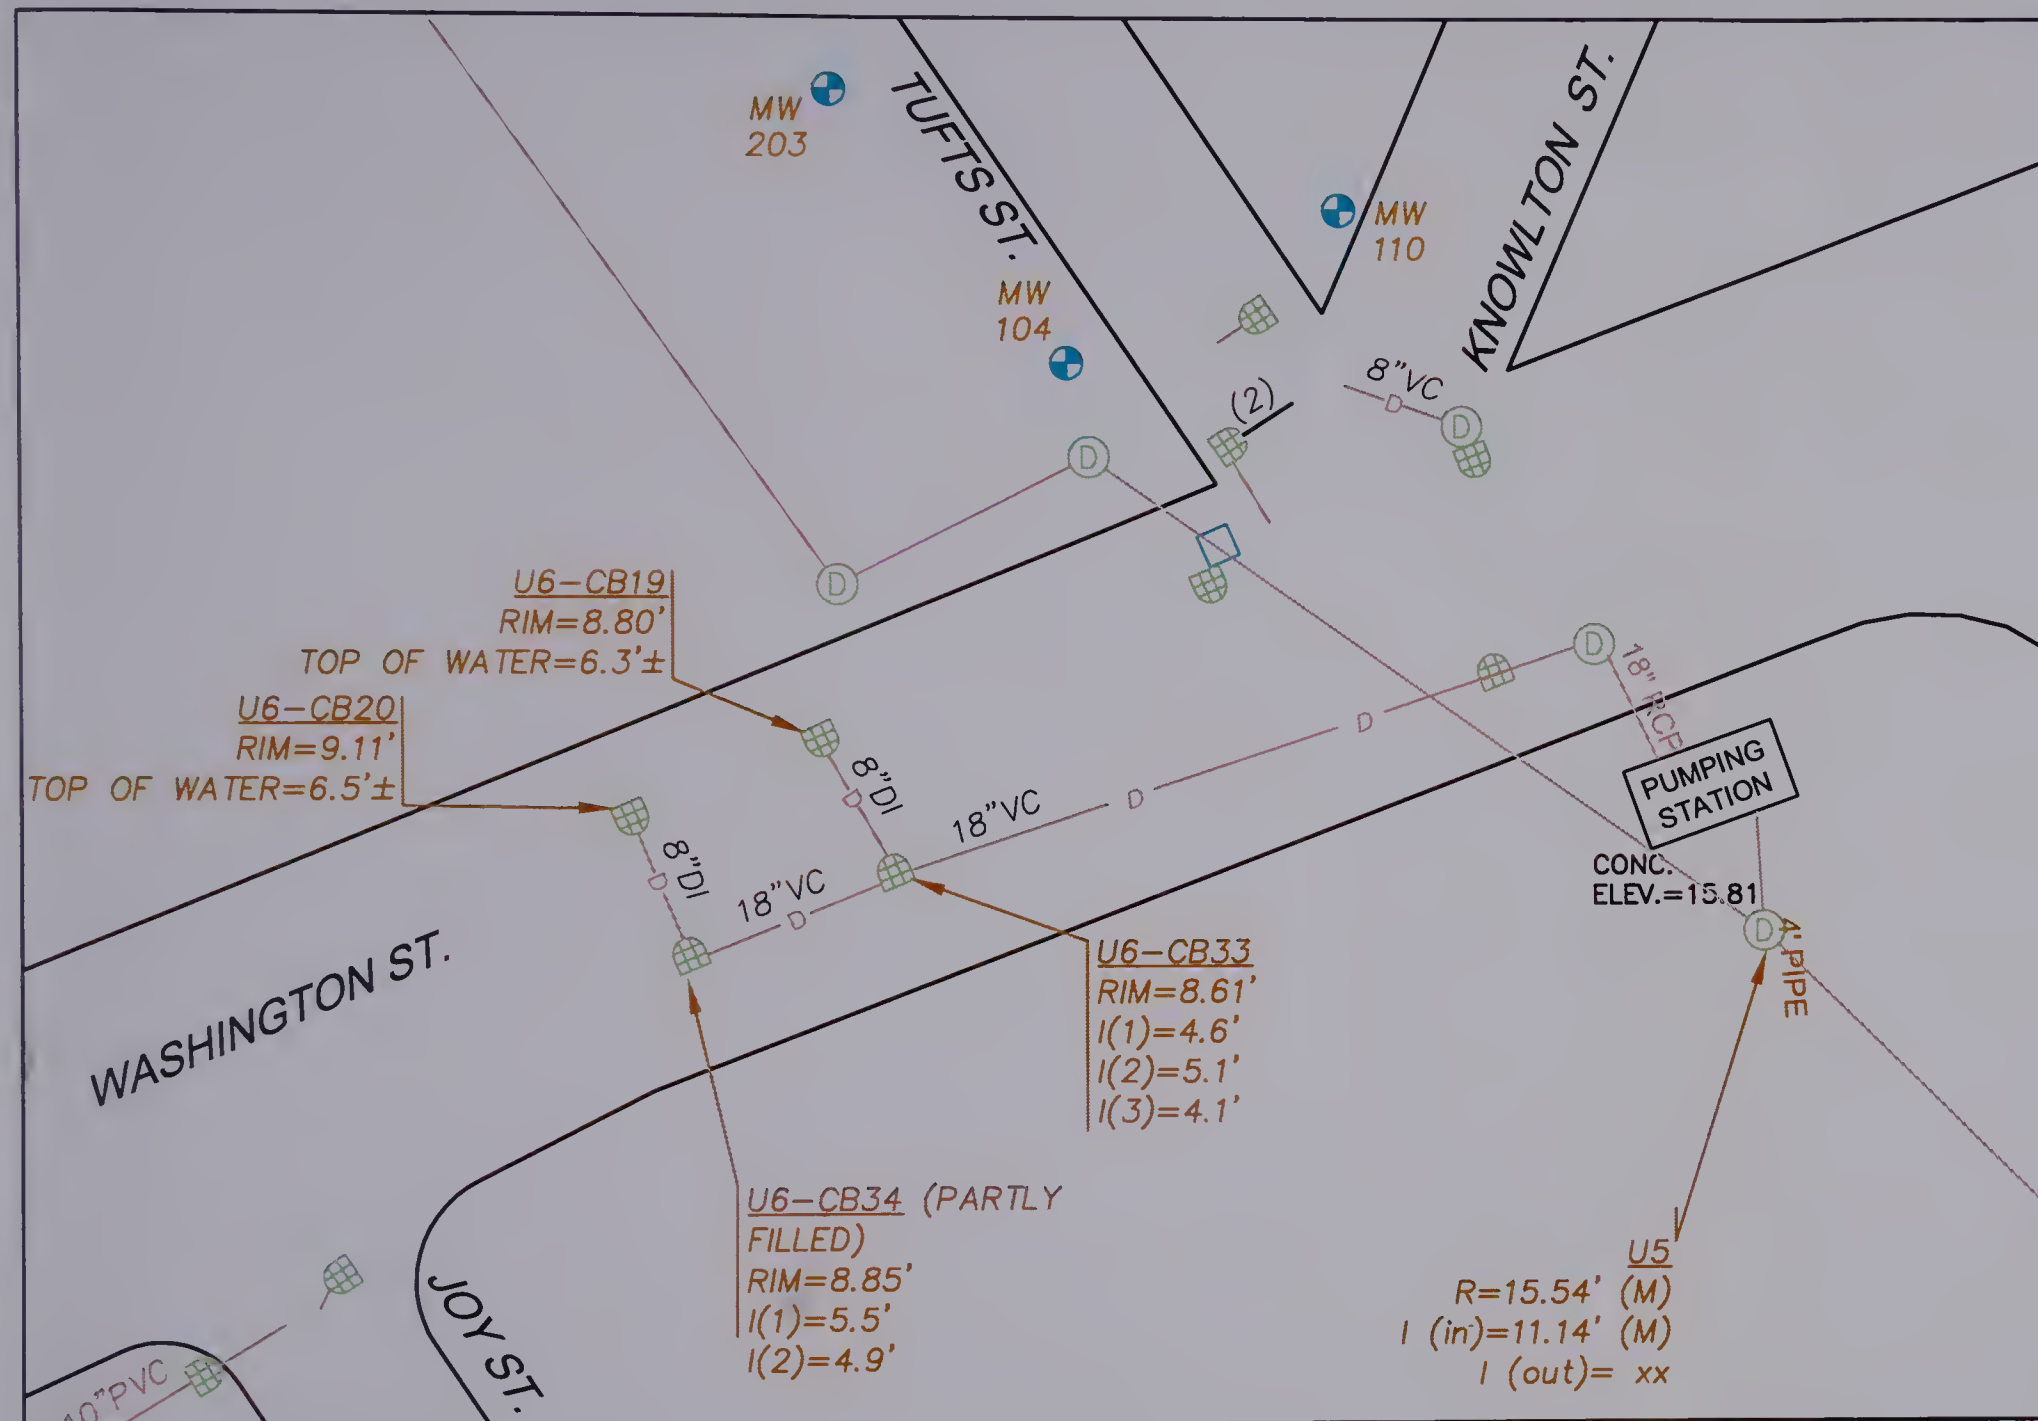 MW
203
TUFTS ST.
KNOWLTON ST.
MW
110
MW
104
8"VC
D
D
(2)
D
D
U6-CB19
RIM=8.80'
TOP OF WATER=6.3'±
U6-CB20
RIM=9.11'
TOP OF WATER=6.5'±
D
18" RCP
D
8"DI
D
D
18"VC
PUMPING
STATION
8"DI
D
18"VC
D
CONC.
ELEV.=15.81
D
4' PIPE
WASHINGTON ST.
U6-CB33
RIM=8.61'
I(1)=4.6'
I(2)=5.1'
I(3)=4.1'
U6-CB34 (PARTLY
FILLED)
RIM=8.85'
I(1)=5.5'
I(2)=4.9'
U5
R=15.54' (M)
I (in)=11.14' (M)
I (out)= xx
JOY ST.
10"PVC